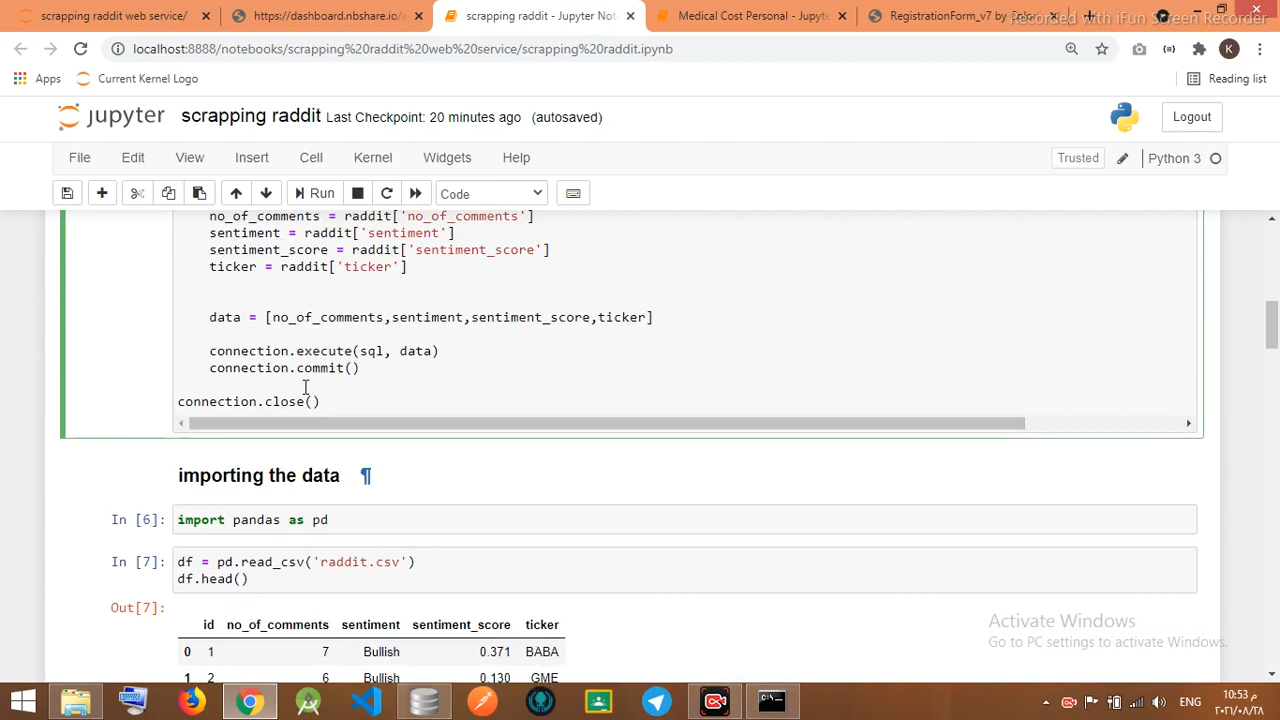 scrapping raddit web service/
https://dashboard.nbshare.io/a
scrapping raddit - Jupyter Not
Medical Cost Personal - Jupyte
RegistrationForm_v7 by
Recorded with iFun Screen Recorder
localhost:8888/notebooks/scrapping%20raddit%20web%20service/scrapping%20raddit.ipynb
K
Apps
Current Kernel Logo
Reading list
jupyter scrapping raddit Last Checkpoint: 20 minutes ago (autosaved)
Logout
File Edit View Insert Cell Kernel Widgets Help
Trusted
Python 3
Run
Code
no_of_comments = raddit['no_of_comments']
sentiment = raddit['sentiment']
sentiment_score = raddit['sentiment_score']
ticker = raddit['ticker']
data = [no_of_comments,sentiment,sentiment_score,ticker]
connection.execute(sql, data)
connection.commit()
connection.close()
importing the data ¶
In [6]: import pandas as pd
In [7]: df = pd.read_csv('raddit.csv')
df.head()
Out[7]:
id no_of_comments sentiment sentiment_score ticker
0 1 7 Bullish 0.371 BABA
1 2 6 Bullish 0.130 GME
Activate Windows
Go to PC settings to activate Windows.
ENG
١٠:٥٣ م
٢٠٢١/٠٨/٢٨